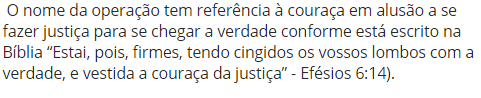 O nome da operação tem referência à couraça em alusão a se
fazer justiça para se chegar a verdade conforme está escrito na
Bíblia “Estai, pois, firmes, tendo cingidos os vossos lombos com a
verdade, e vestida a couraça da justiça” - Efésios 6:14).